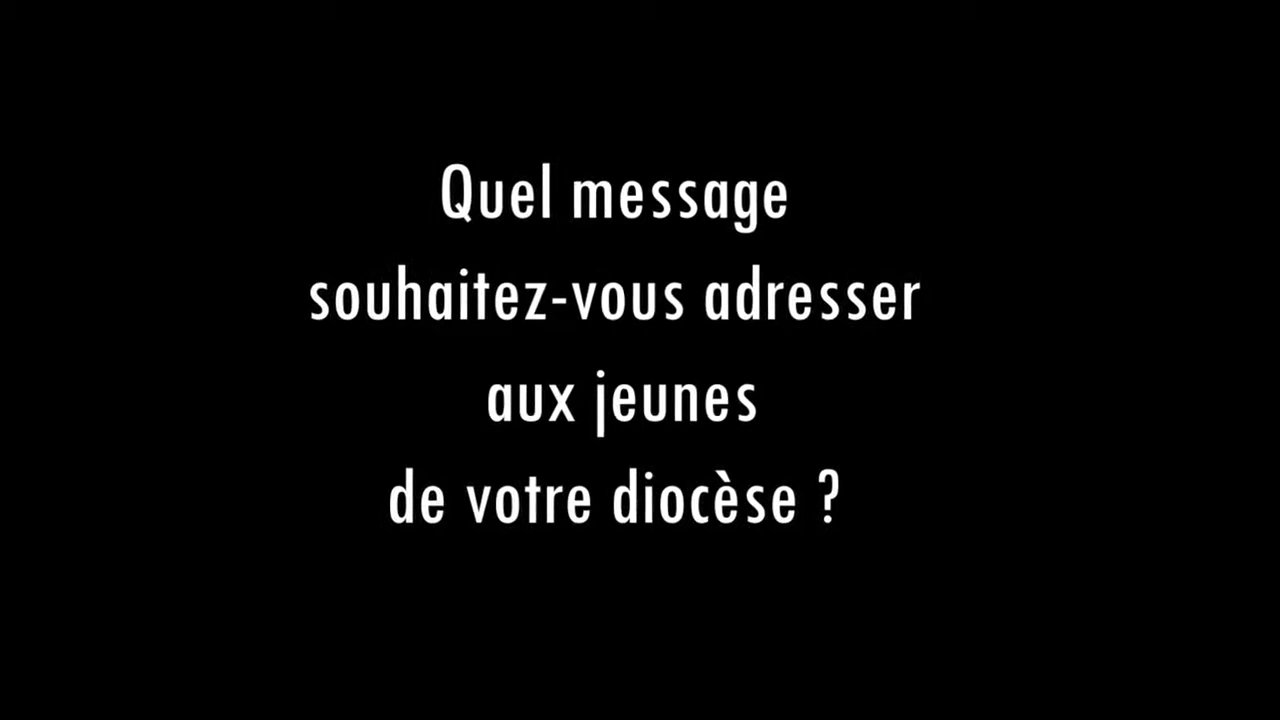 Quel message
souhaitez-vous adresser
aux jeunes
de votre diocèse ?